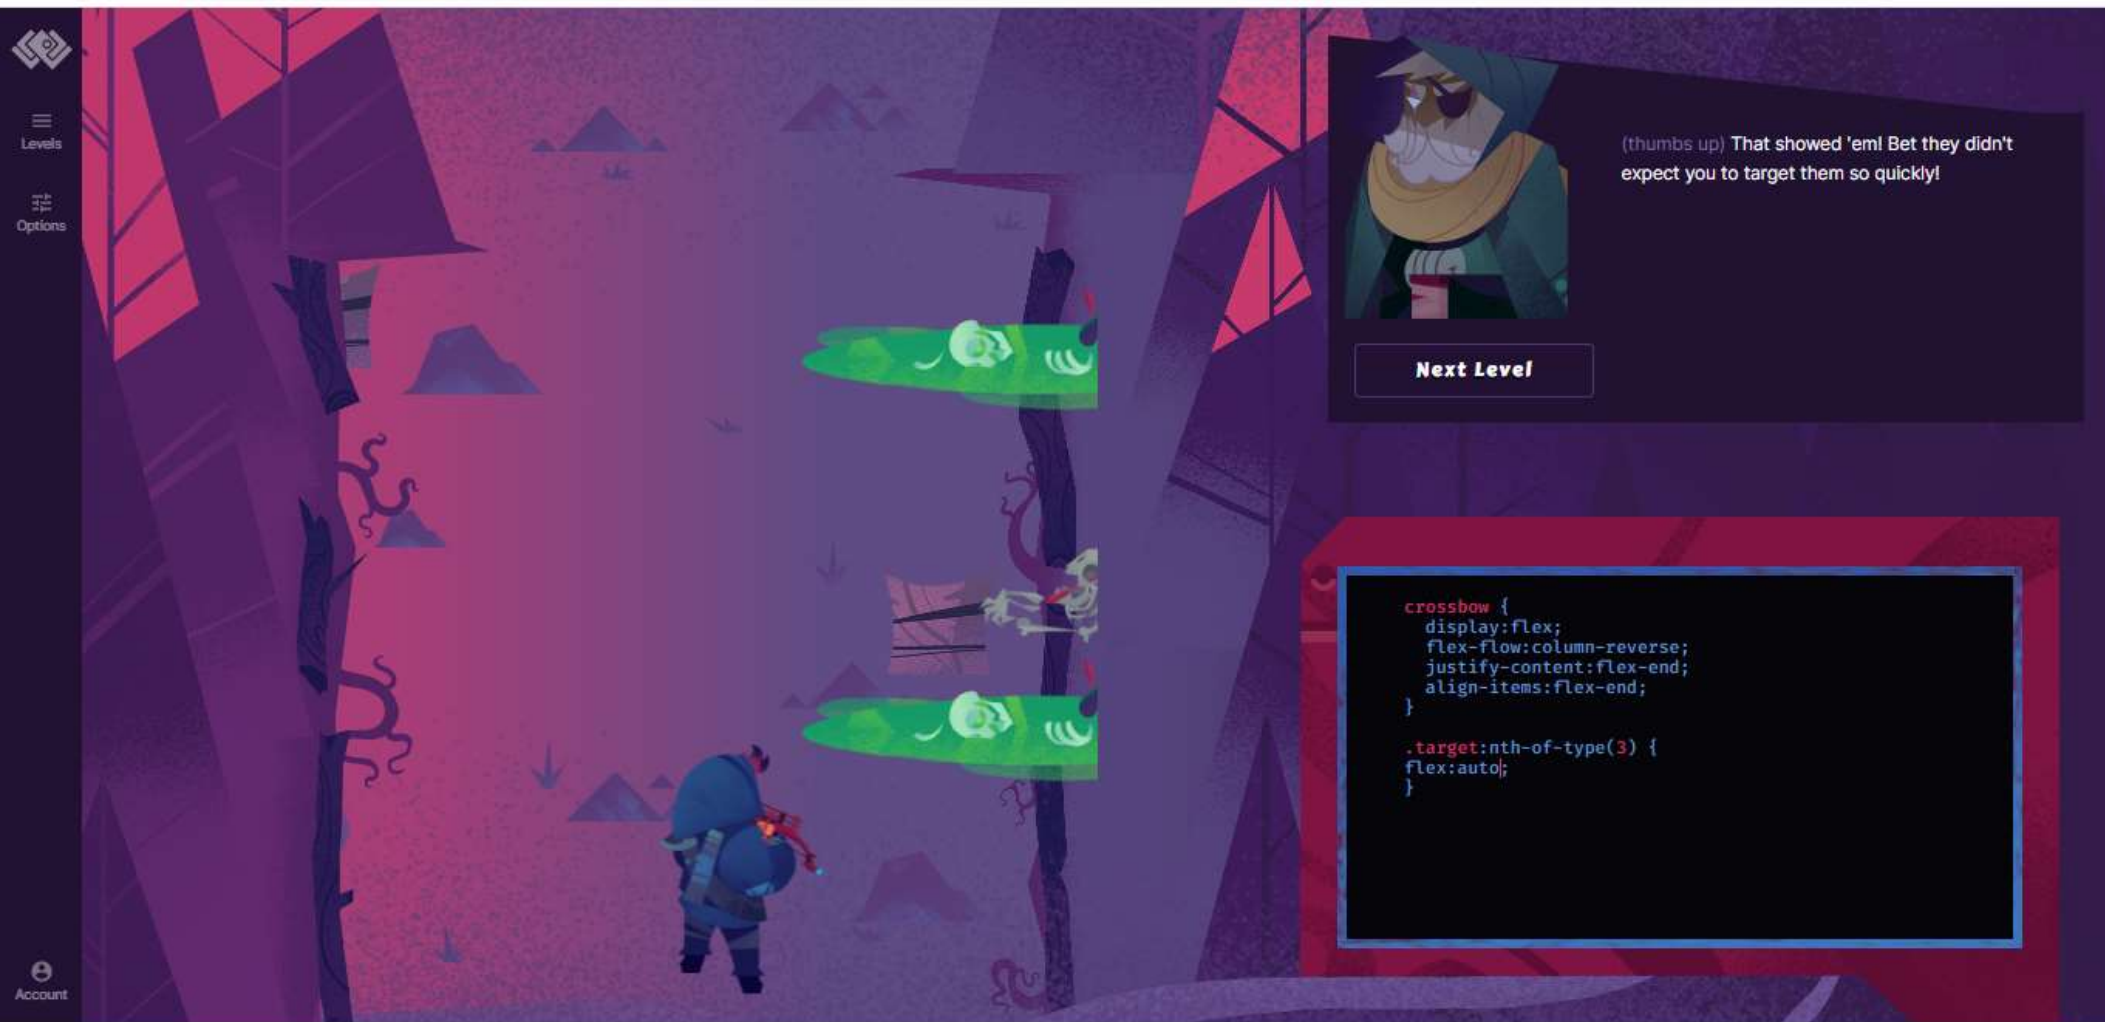 Levels
Options
Account
(thumbs up) That showed 'em! Bet they didn't
expect you to target them so quickly!
Next Level
crossbow {
  display:flex;
  flex-flow:column-reverse;
  justify-content:flex-end;
  align-items:flex-end;
}
.target:nth-of-type(3) {
flex:auto;
}